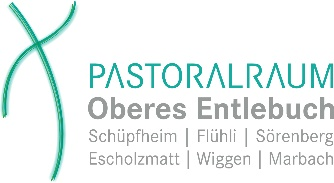 PASTORALRAUM
Oberes Entlebuch
Schüpfheim | Flühli | Sörenberg
Escholzmatt | Wiggen | Marbach